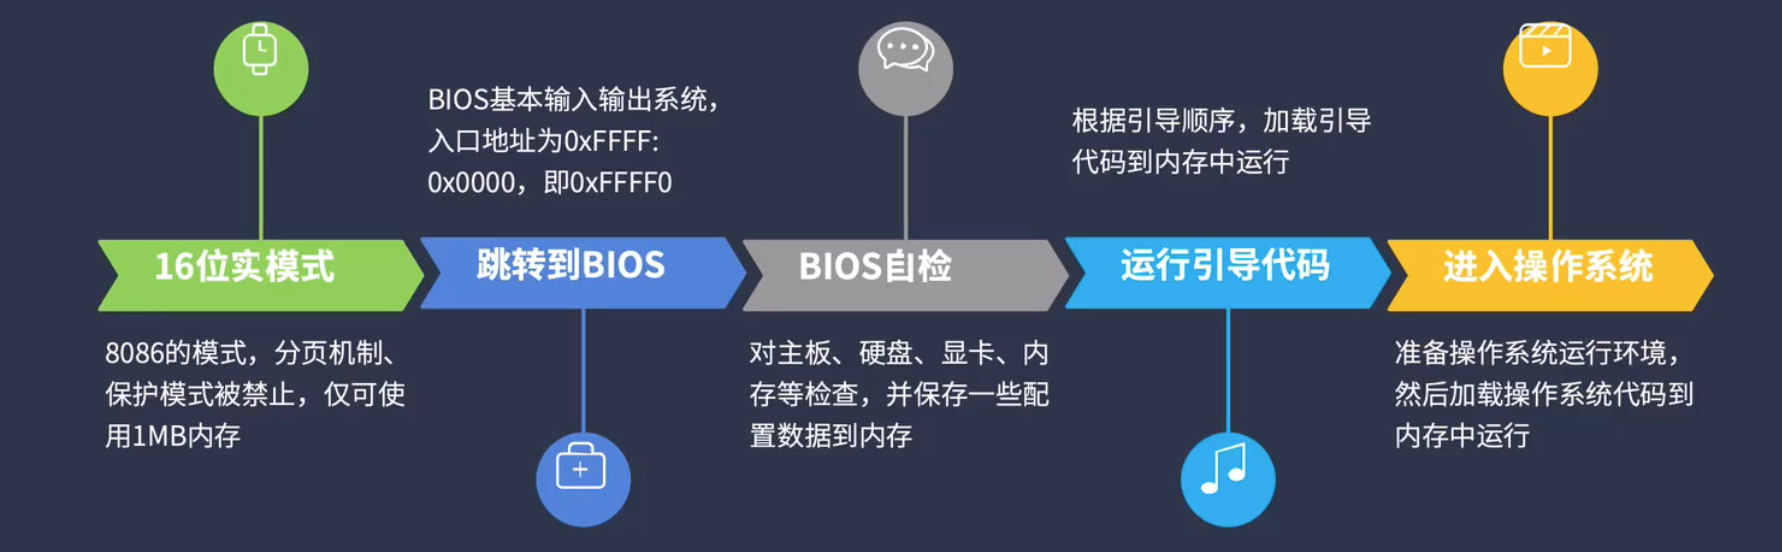 16位实模式
8086的模式，分页机制、
保护模式被禁止，仅可使
用1MB内存
BIOS基本输入输出系统，
入口地址为0xFFFF:
0x0000，即0xFFFF0
跳转到BIOS
BIOS自检
对主板、硬盘、显卡、内
存等检查，并保存一些配
置数据到内存
根据引导顺序，加载引导
代码到内存中运行
运行引导代码
进入操作系统
准备操作系统运行环境，
然后加载操作系统代码到
内存中运行